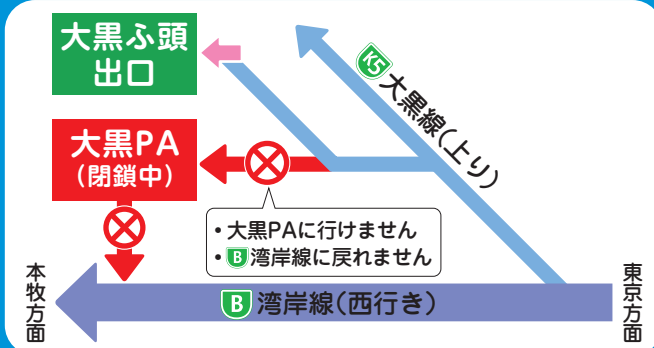 大黒ふ頭
出口
K5 大黒線(上り)
大黒PA
(閉鎖中)
・大黒PAに行けません
・B 湾岸線に戻れません
本牧方面
B 湾岸線(西行き)
東京方面